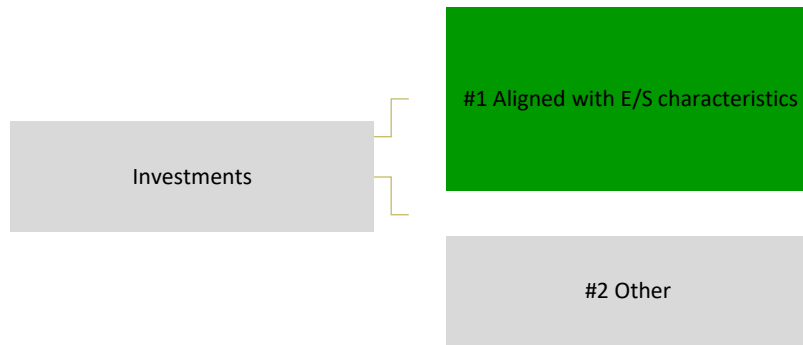 #1 Aligned with E/S characteristics
Investments
#2 Other